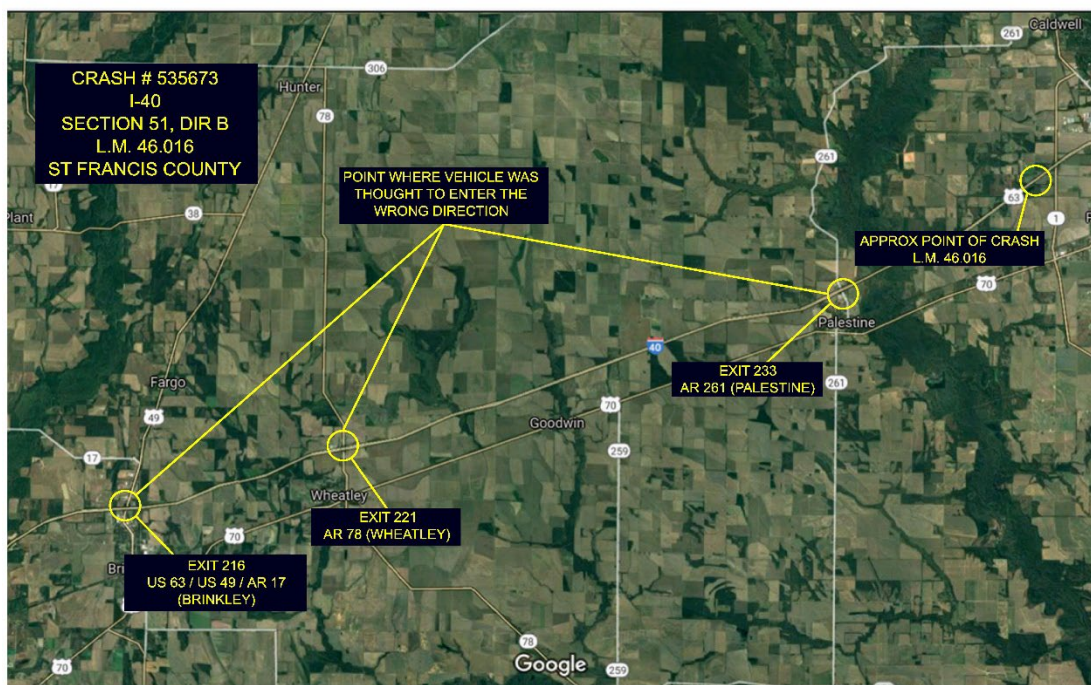 261
Caldwell
306
Hunter
CRASH # 535673
I-40
SECTION 51, DIR B
L.M. 46.016
ST FRANCIS COUNTY
78
POINT WHERE VEHICLE WAS
THOUGHT TO ENTER THE
WRONG DIRECTION
261
17
63
Plant
38
1
APPROX POINT OF CRASH
L.M. 46.016
70
Palestine
40
EXIT 233
AR 261 (PALESTINE)
261
Fargo
49
70
Goodwin
17
259
Wheatley
EXIT 221
AR 78 (WHEATLEY)
70
EXIT 216
US 63 / US 49 / AR 17
(BRINKLEY)
78
Google
70
259